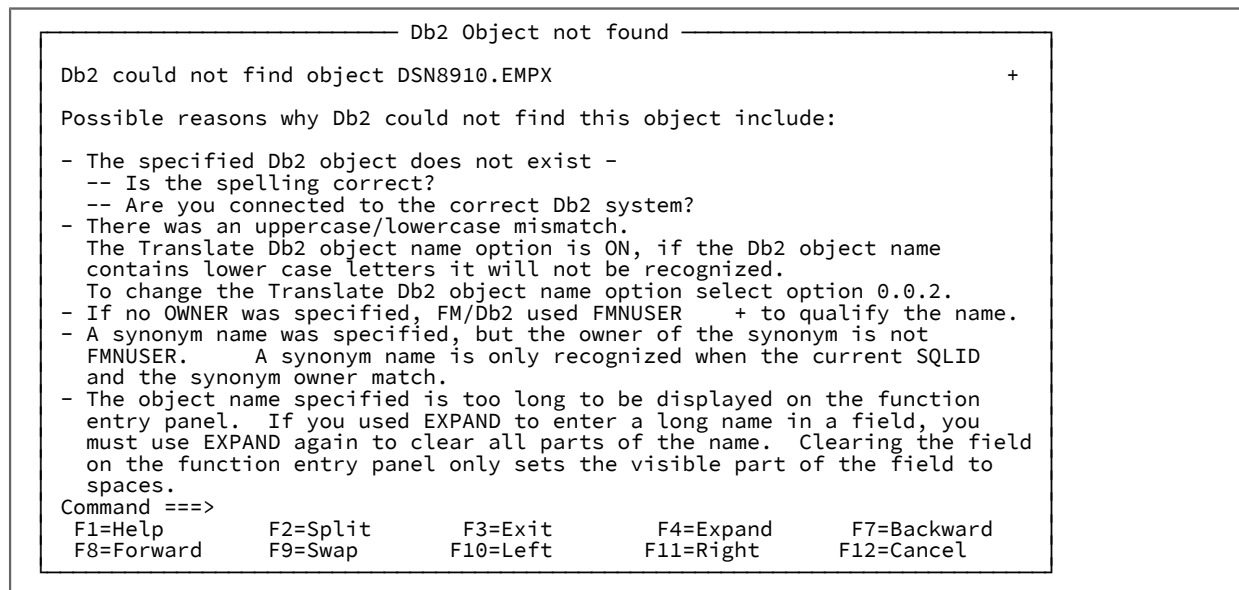 Db2 Object not found
Db2 could not find object DSN8910.EMPX +
Possible reasons why Db2 could not find this object include:
- The specified Db2 object does not exist -
-- Is the spelling correct?
-- Are you connected to the correct Db2 system?
- There was an uppercase/lowercase mismatch.
The Translate Db2 object name option is ON, if the Db2 object name
contains lower case letters it will not be recognized.
To change the Translate Db2 object name option select option 0.0.2.
- If no OWNER was specified, FM/Db2 used FMNUSER + to qualify the name.
- A synonym name was specified, but the owner of the synonym is not
FMNUSER. A synonym name is only recognized when the current SQLID
and the synonym owner match.
- The object name specified is too long to be displayed on the function
entry panel. If you used EXPAND to enter a long name in a field, you
must use EXPAND again to clear all parts of the name. Clearing the field
on the function entry panel only sets the visible part of the field to
spaces.
Command ===>
F1=Help F2=Split F3=Exit F4=Expand F7=Backward
F8=Forward F9=Swap F10=Left F11=Right F12=Cancel